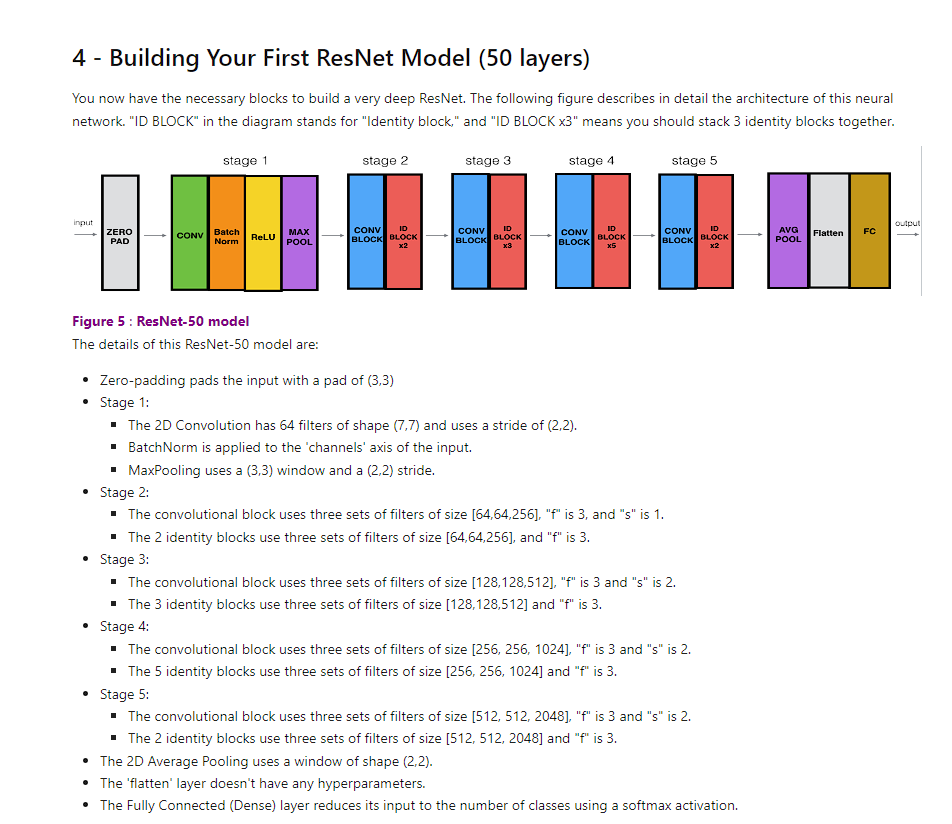 4 - Building Your First ResNet Model (50 layers)
You now have the necessary blocks to build a very deep ResNet. The following figure describes in detail the architecture of this neural
network. "ID BLOCK" in the diagram stands for "Identity block," and "ID BLOCK x3" means you should stack 3 identity blocks together.
stage 1 stage 2 stage 3 stage 4 stage 5
input
ZERO
PAD
CONV
Batch
Norm
ReLU
MAX
POOL
CONV
BLOCK
ID
BLOCK
x2
CONV
BLOCK
ID
BLOCK
x3
CONV
BLOCK
ID
BLOCK
x5
CONV
BLOCK
ID
BLOCK
x2
AVG
POOL
Flatten
FC
output
Figure 5 : ResNet-50 model
The details of this ResNet-50 model are:
• Zero-padding pads the input with a pad of (3,3)
• Stage 1:
▪ The 2D Convolution has 64 filters of shape (7,7) and uses a stride of (2,2).
▪ BatchNorm is applied to the 'channels' axis of the input.
▪ MaxPooling uses a (3,3) window and a (2,2) stride.
• Stage 2:
▪ The convolutional block uses three sets of filters of size [64,64,256], "f" is 3, and "s" is 1.
▪ The 2 identity blocks use three sets of filters of size [64,64,256], and "f" is 3.
• Stage 3:
▪ The convolutional block uses three sets of filters of size [128,128,512], "f" is 3 and "s" is 2.
▪ The 3 identity blocks use three sets of filters of size [128,128,512] and "f" is 3.
• Stage 4:
▪ The convolutional block uses three sets of filters of size [256, 256, 1024], "f" is 3 and "s" is 2.
▪ The 5 identity blocks use three sets of filters of size [256, 256, 1024] and "f" is 3.
• Stage 5:
▪ The convolutional block uses three sets of filters of size [512, 512, 2048], "f" is 3 and "s" is 2.
▪ The 2 identity blocks use three sets of filters of size [512, 512, 2048] and "f" is 3.
• The 2D Average Pooling uses a window of shape (2,2).
• The 'flatten' layer doesn't have any hyperparameters.
• The Fully Connected (Dense) layer reduces its input to the number of classes using a softmax activation.